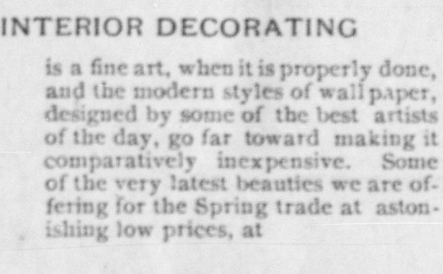 INTERIOR DECORATING
is a fine art, when it is properly done,
and the modern styles of wall paper,
designed by some of the best artists
of the day, go far toward making it
comparatively inexpensive. Some
of the very latest beauties we are of-
fering for the Spring trade at aston-
ishing low prices, at